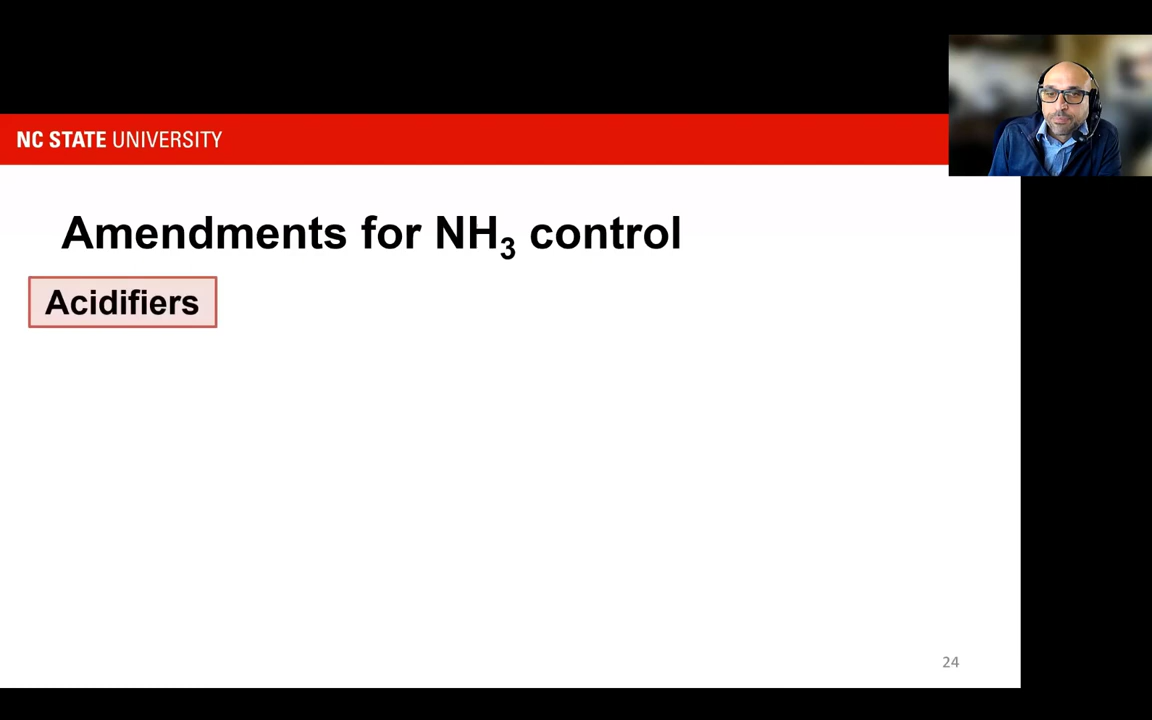 NC STATE UNIVERSITY
Amendments for NH₃ control
Acidifiers
24